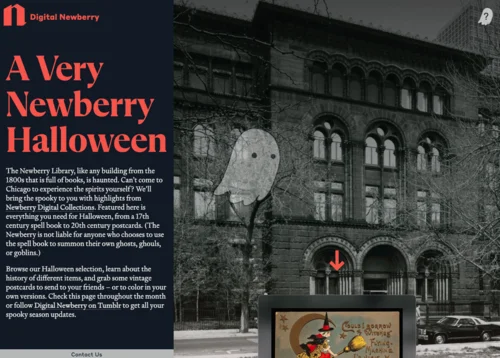 Digital Newberry
?
A Very
Newberry
Halloween
The Newberry Library, like any building from the
1800s that is full of books, is haunted. Can't come to
Chicago to experience the spirits yourself? We'll
bring the spooky to you with highlights from
Newberry Digital Collections. Featured here is
everything you need for Halloween, from a 17th
century spell book to 20th century postcards. (The
Newberry is not liable for anyone who chooses to use
the spell book to summon their own ghosts, ghouls,
or goblins.)
Browse our Halloween selection, learn about the
history of different items, and grab some vintage
postcards to send to your friends – or to color in your
own versions. Check this page throughout the month
or follow Digital Newberry on Tumblr to get all your
spooky season updates.
Contact Us